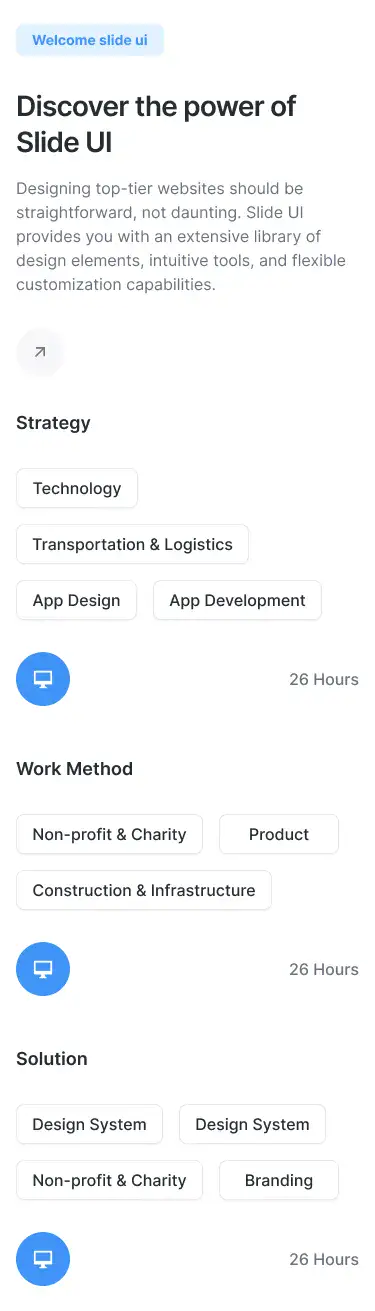 Welcome slide ui
Discover the power of
Slide UI
Designing top-tier websites should be
straightforward, not daunting. Slide UI
provides you with an extensive library of
design elements, intuitive tools, and flexible
customization capabilities.
Strategy
Technology
Transportation & Logistics
App Design App Development
26 Hours
Work Method
Non-profit & Charity Product
Construction & Infrastructure
26 Hours
Solution
Design System Design System
Non-profit & Charity Branding
26 Hours